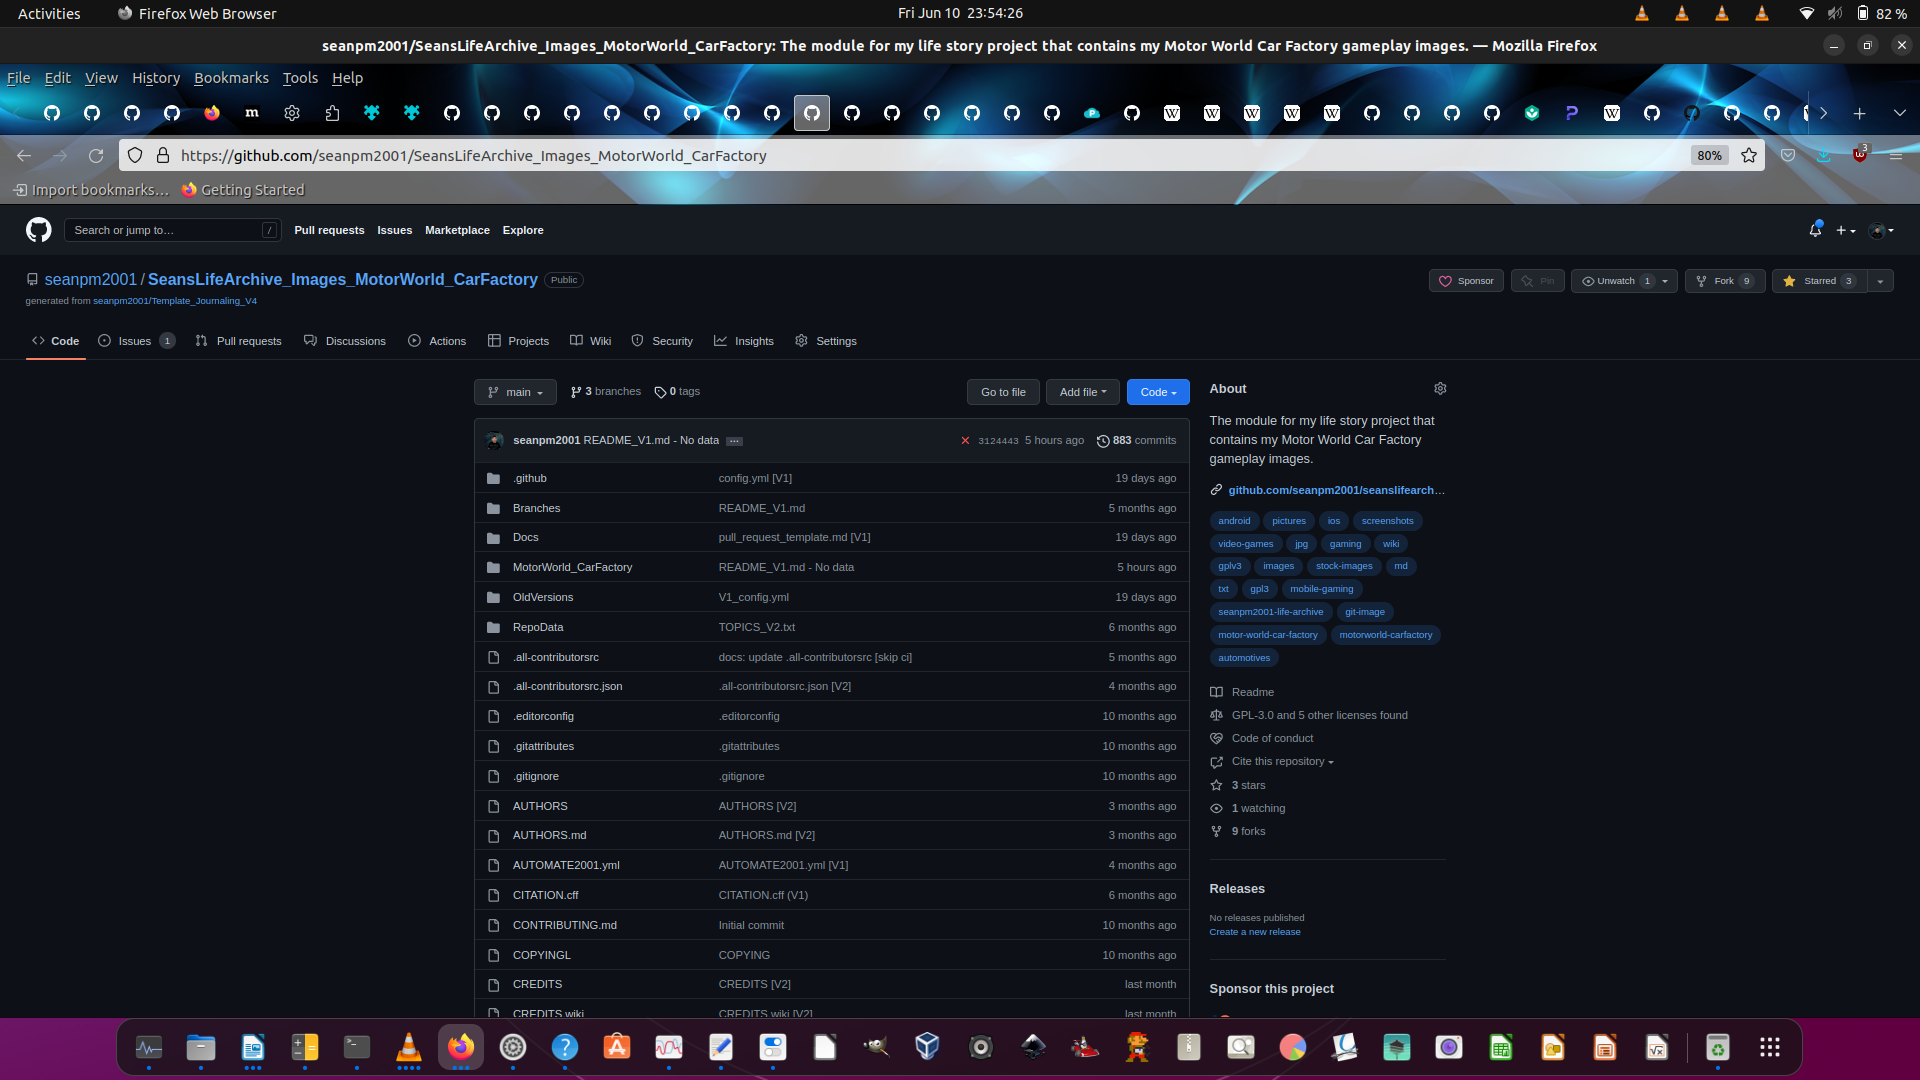 Activities Firefox Web Browser Fri Jun 10 23:54:26 82 %
seanpm2001/SeansLifeArchive_Images_MotorWorld_CarFactory: The module for my life story project that contains my Motor World Car Factory gameplay images. — Mozilla Firefox
File Edit View History Bookmarks Tools Help
https://github.com/seanpm2001/SeansLifeArchive_Images_MotorWorld_CarFactory 80% 3
Import bookmarks… Getting Started
Search or jump to… / Pull requests Issues Marketplace Explore
seanpm2001 / SeansLifeArchive_Images_MotorWorld_CarFactory Public Sponsor Pin Unwatch 1 Fork 9 Starred 3
generated from seanpm2001/Template_Journaling_V4
Code Issues 1 Pull requests Discussions Actions Projects Wiki Security Insights Settings
main 3 branches 0 tags Go to file Add file Code
seanpm2001 README_V1.md - No data ... 3124443 5 hours ago 883 commits
.github config.yml [V1] 19 days ago
Branches README_V1.md 5 months ago
Docs pull_request_template.md [V1] 19 days ago
MotorWorld_CarFactory README_V1.md - No data 5 hours ago
OldVersions V1_config.yml 19 days ago
RepoData TOPICS_V2.txt 6 months ago
.all-contributorsrc docs: update .all-contributorsrc [skip ci] 5 months ago
.all-contributorsrc.json .all-contributorsrc.json [V2] 4 months ago
.editorconfig .editorconfig 10 months ago
.gitattributes .gitattributes 10 months ago
.gitignore .gitignore 10 months ago
AUTHORS AUTHORS [V2] 3 months ago
AUTHORS.md AUTHORS.md [V2] 3 months ago
AUTOMATE2001.yml AUTOMATE2001.yml [V1] 4 months ago
CITATION.cff CITATION.cff (V1) 6 months ago
CONTRIBUTING.md Initial commit 10 months ago
COPYINGL COPYING 10 months ago
CREDITS CREDITS [V2] last month
CREDITS.wiki CREDITS.wiki [V2] last month
About
The module for my life story project that
contains my Motor World Car Factory
gameplay images.
github.com/seanpm2001/seanslifearch…
android pictures ios screenshots
video-games jpg gaming wiki
gplv3 images stock-images md
txt gpl3 mobile-gaming
seanpm2001-life-archive git-image
motor-world-car-factory motorworld-carfactory
automotives
Readme
GPL-3.0 and 5 other licenses found
Code of conduct
Cite this repository
3 stars
1 watching
9 forks
Releases
No releases published
Create a new release
Sponsor this project